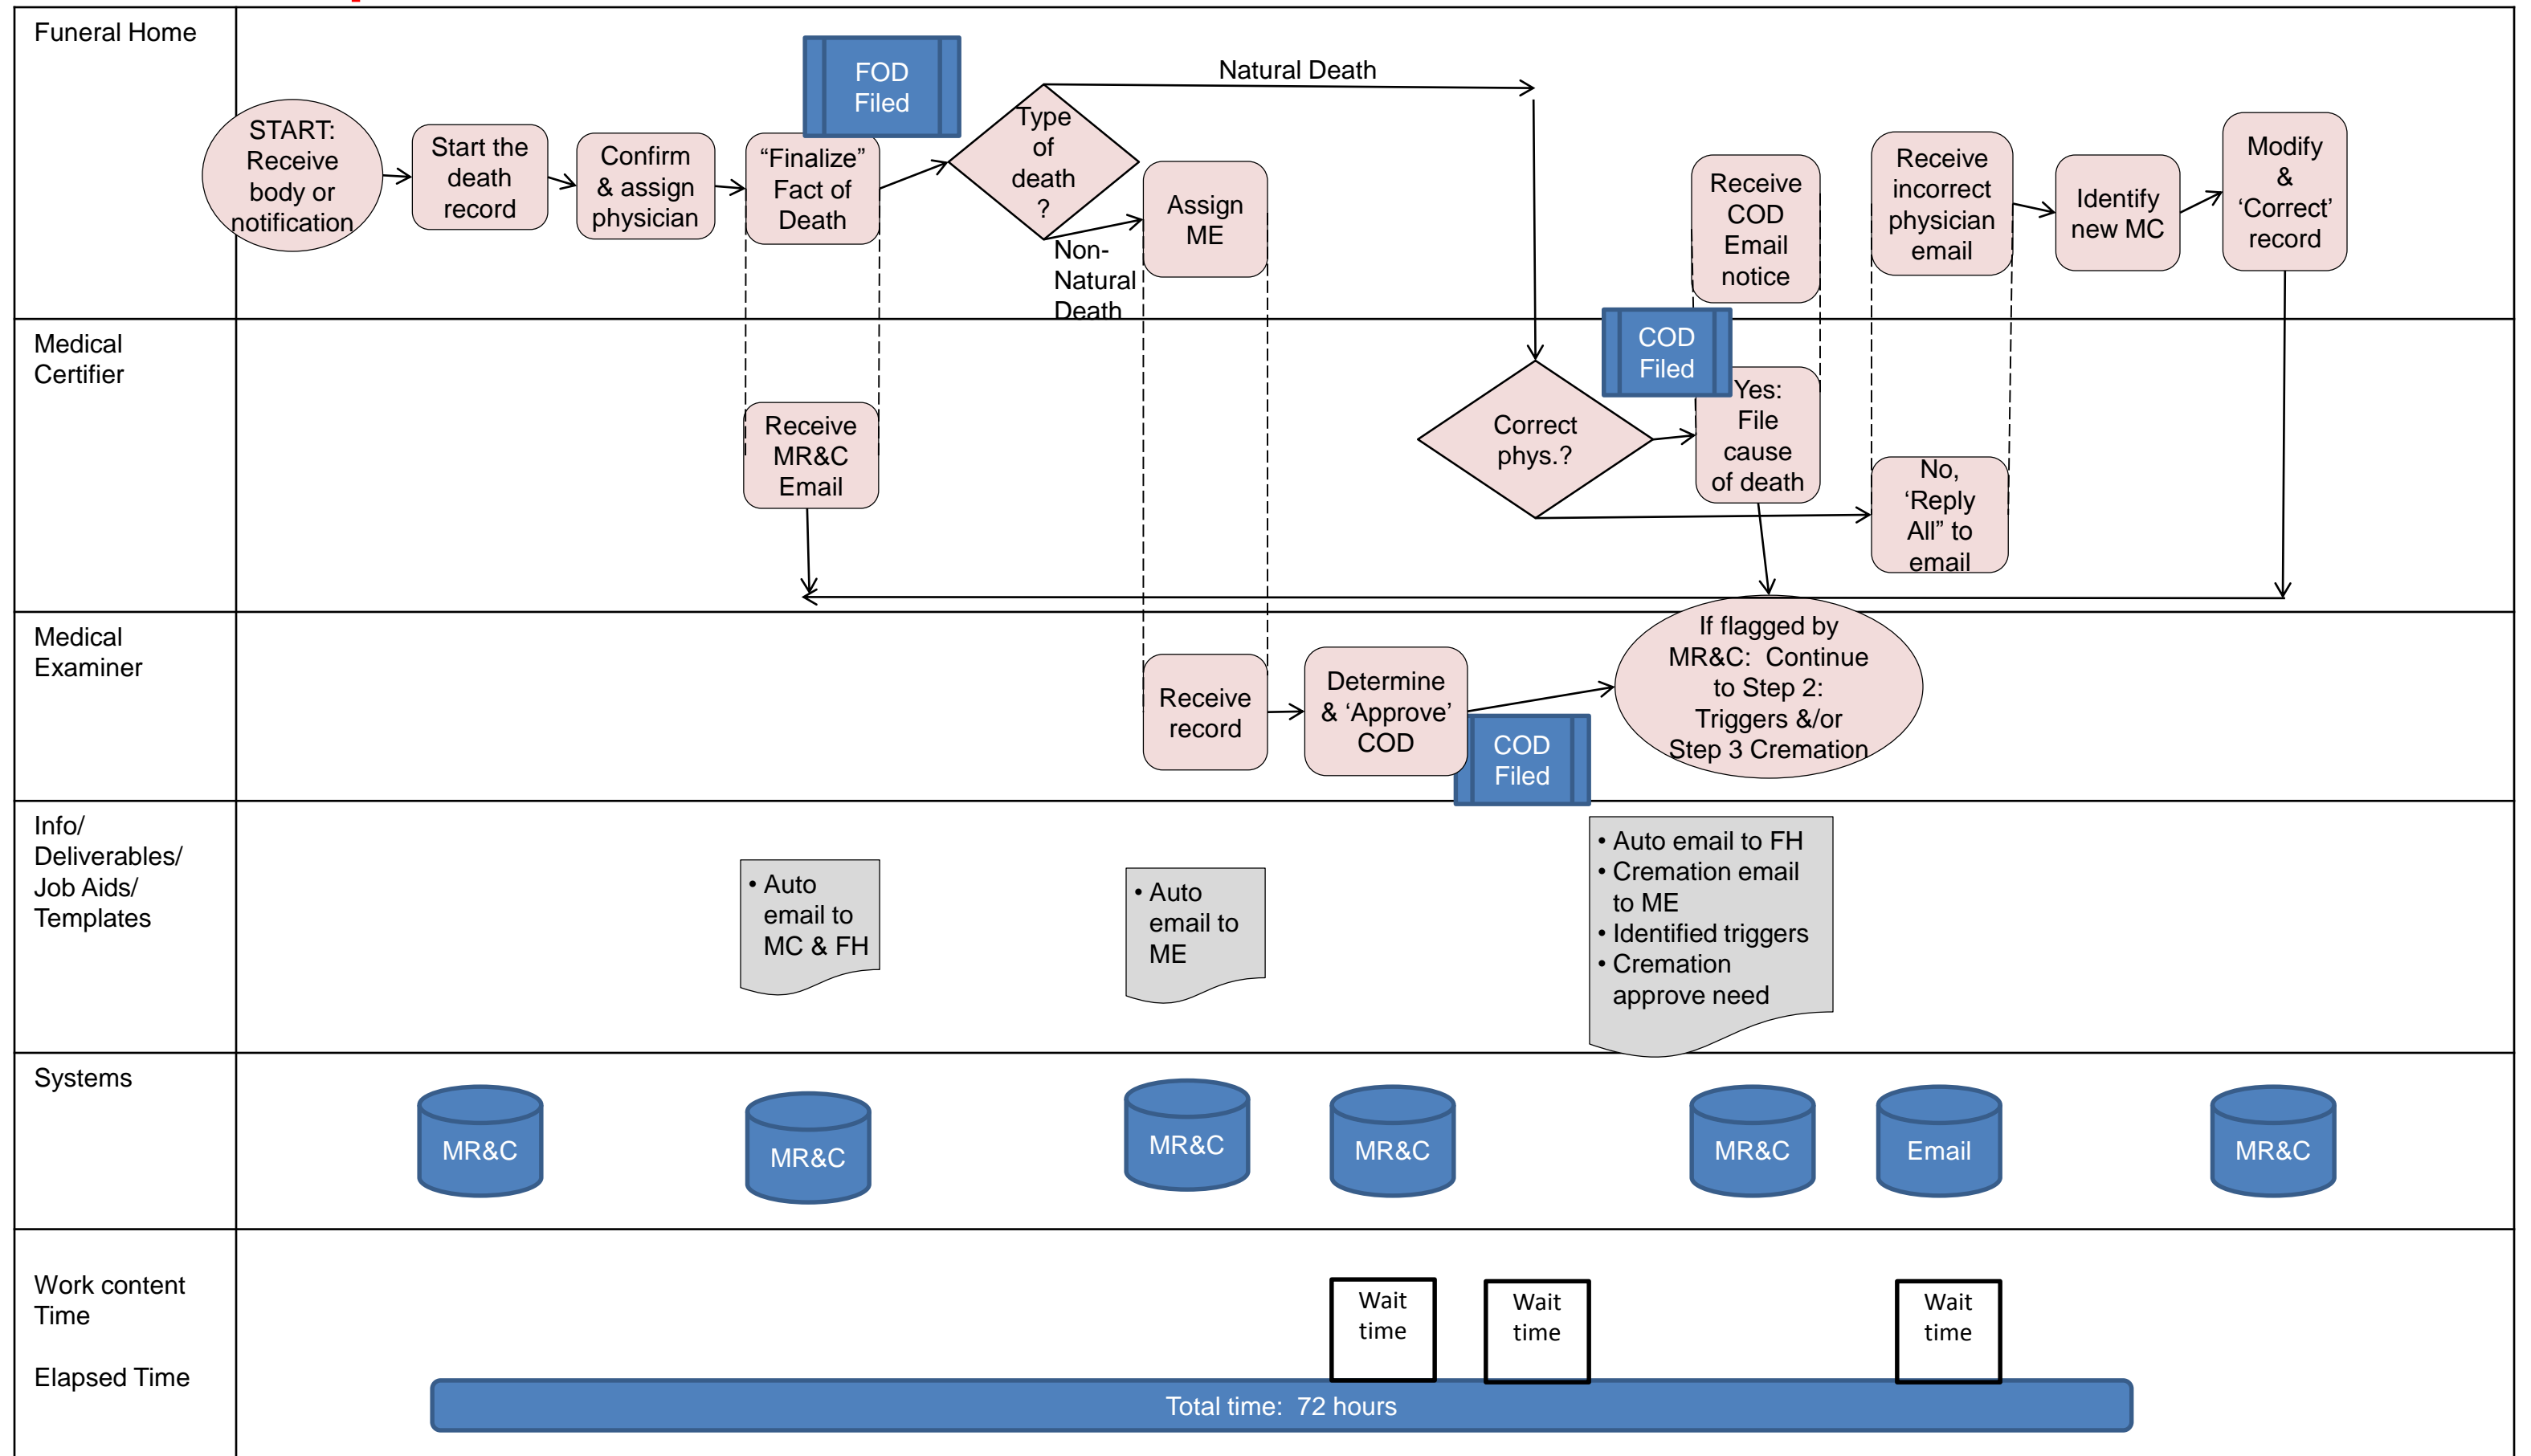 Funeral Home
FOD
Filed
Natural Death
START:
Receive
body or
notification
Start the
death
record
Confirm
& assign
physician
“Finalize”
Fact of
Death
Type
of
death
?
Non-
Natural
Death
Assign
ME
Receive
COD
Email
notice
Receive
incorrect
physician
email
Identify
new MC
Modify
&
‘Correct’
record
Medical
Certifier
Receive
MR&C
Email
Correct
phys.?
COD
Filed
Yes:
File
cause
of death
No,
‘Reply
All” to
email
Medical
Examiner
Receive
record
Determine
& ‘Approve’
COD
COD
Filed
If flagged by
MR&C:  Continue
to Step 2:
Triggers &/or
Step 3 Cremation
Info/
Deliverables/
Job Aids/
Templates
• Auto
email to
MC & FH
• Auto
email to
ME
• Auto email to FH
• Cremation email
to ME
• Identified triggers
• Cremation
approve need
Systems
MR&C
MR&C
MR&C
MR&C
MR&C
Email
MR&C
Work content
Time
Wait
time
Wait
time
Wait
time
Elapsed Time
Total time:  72 hours